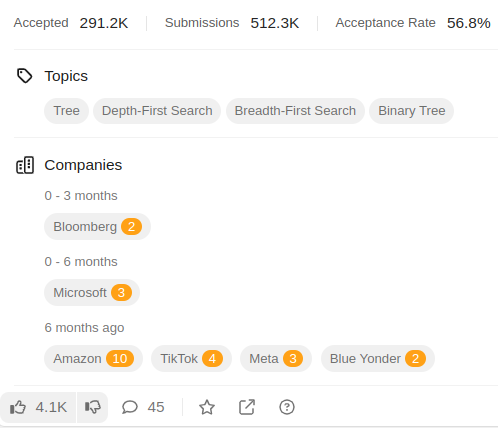 Accepted 291.2K Submissions 512.3K Acceptance Rate 56.8%
Topics
Tree Depth-First Search Breadth-First Search Binary Tree
Companies
0 - 3 months
Bloomberg 2
0 - 6 months
Microsoft 3
6 months ago
Amazon 10 TikTok 4 Meta 3 Blue Yonder 2
4.1K 45